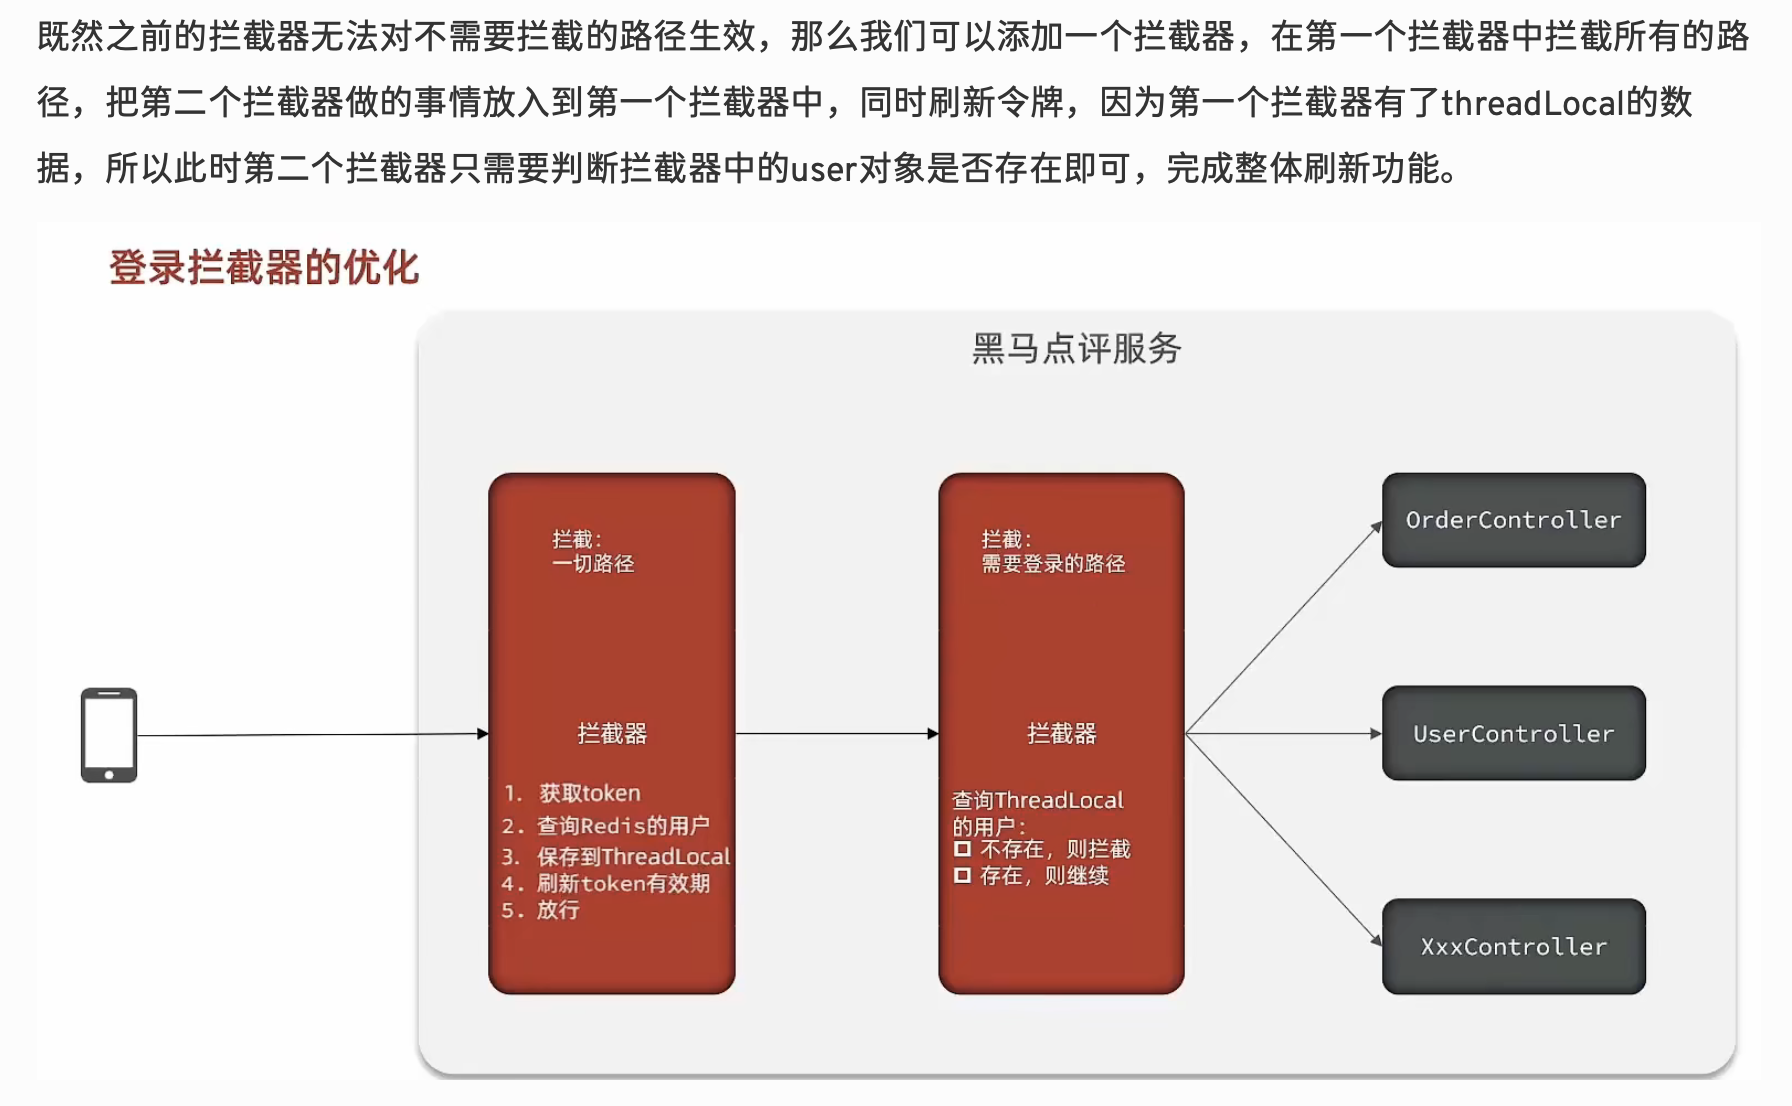 既然之前的拦截器无法对不需要拦截的路径生效，那么我们可以添加一个拦截器，在第一个拦截器中拦截所有的路
径，把第二个拦截器做的事情放入到第一个拦截器中，同时刷新令牌，因为第一个拦截器有了threadLocal的数
据，所以此时第二个拦截器只需要判断拦截器中的user对象是否存在即可，完成整体刷新功能。
登录拦截器的优化
黑马点评服务
拦截：
一切路径
拦截器
1. 获取token
2. 查询Redis的用户
3. 保存到ThreadLocal
4. 刷新token有效期
5. 放行
拦截：
需要登录的路径
拦截器
查询ThreadLocal
的用户：
不存在，则拦截
存在，则继续
OrderController
UserController
XxxController